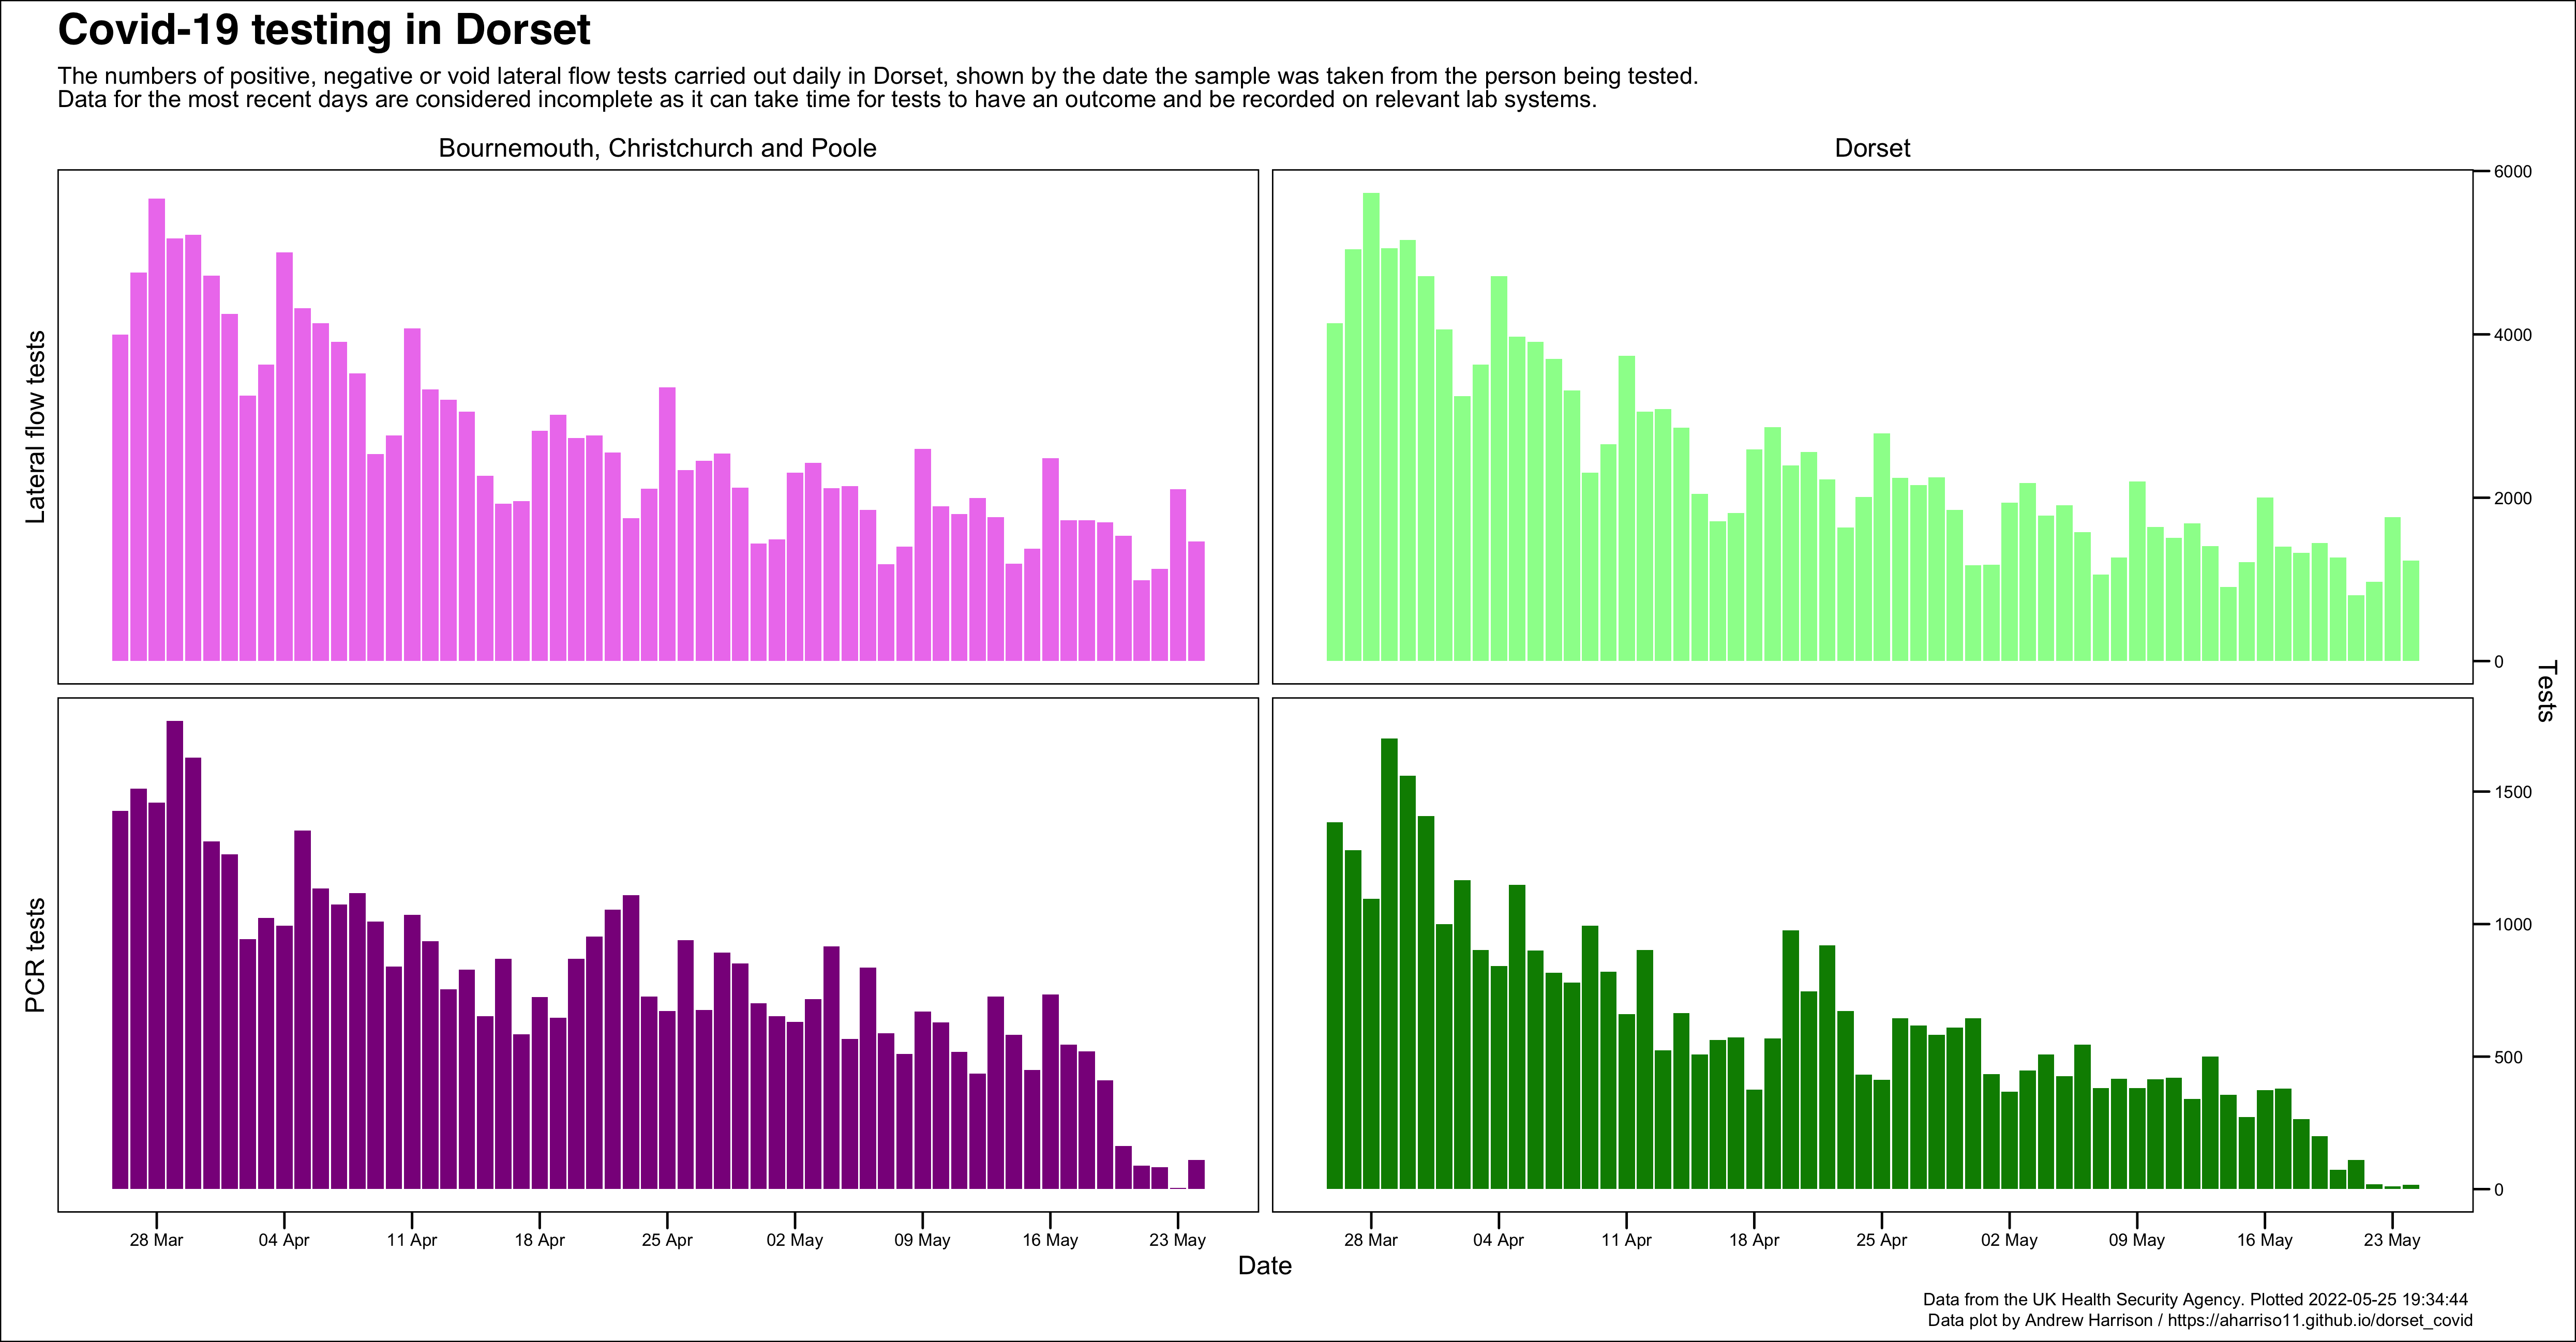 Covid-19 testing in Dorset
The numbers of positive, negative or void lateral flow tests carried out daily in Dorset, shown by the date the sample was taken from the person being tested.
Data for the most recent days are considered incomplete as it can take time for tests to have an outcome and be recorded on relevant lab systems.
Bournemouth, Christchurch and Poole
Dorset
Lateral flow tests
6000
4000
2000
0
Tests
PCR tests
1500
1000
500
0
28 Mar
04 Apr
11 Apr
18 Apr
25 Apr
02 May
09 May
16 May
23 May
28 Mar
04 Apr
11 Apr
18 Apr
25 Apr
02 May
09 May
16 May
23 May
Date
Data from the UK Health Security Agency. Plotted 2022-05-25 19:34:44
Data plot by Andrew Harrison / https://aharriso11.github.io/dorset_covid